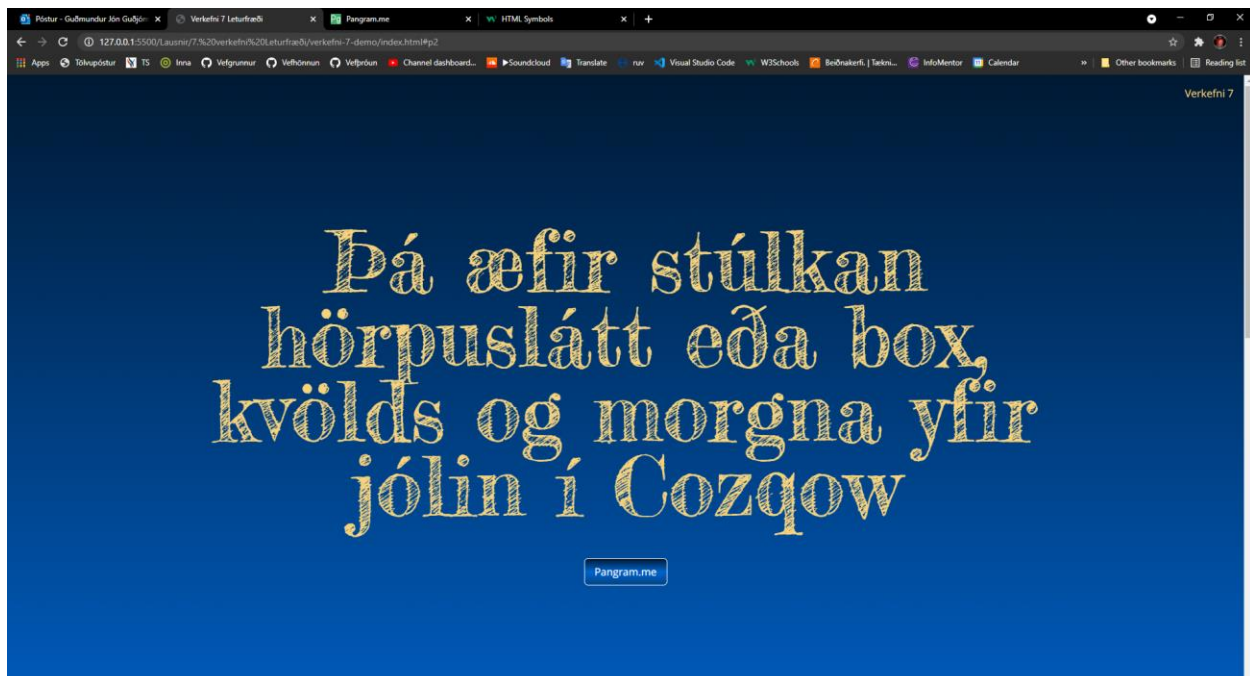 Póstur - Guðmundur Jón Guðjón
Verkefni 7 Leturfræði
Pangram.me
HTML Symbols
127.0.0.1:5500/Lausnir/7.%20verkefni%20Leturfræði/verkefni-7-demo/index.html#p2
Apps Tölvupóstur TS Inna Vefgrunnur Vefhönnun Vefþróun Channel dashboard... ▶Soundcloud Translate ruv Visual Studio Code W3Schools Beiðnakerfi. | Tækni... InfoMentor Calendar » Other bookmarks Reading list
Verkefni 7
Þá æfir stúlkan
hörpuslátt eða box,
kvölds og morgna yfir
jólin í Cozqow
Pangram.me